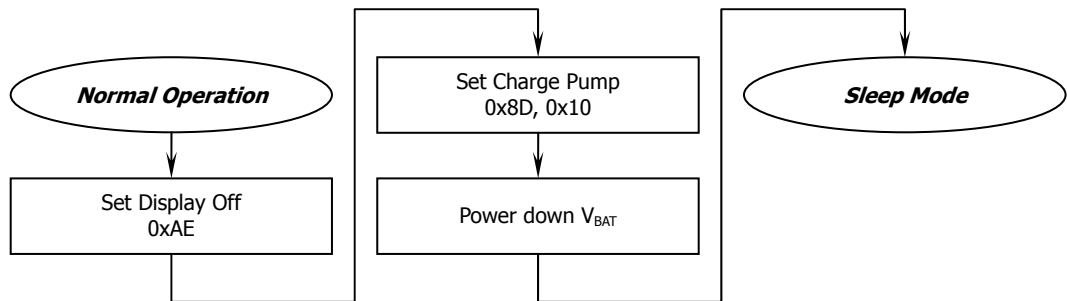 Normal Operation
Set Display Off
0xAE
Set Charge Pump
0x8D, 0x10
Power down VBAT
Sleep Mode